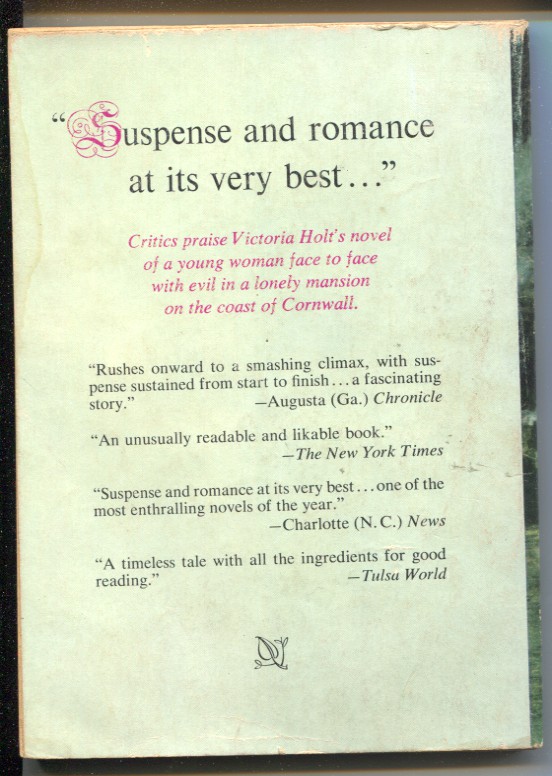 “Suspense and romance
at its very best...”
Critics praise Victoria Holt’s novel
of a young woman face to face
with evil in a lonely mansion
on the coast of Cornwall.
“Rushes onward to a smashing climax, with sus-
pense sustained from start to finish...a fascinating
story.” —Augusta (Ga.) Chronicle
“An unusually readable and likable book.”
—The New York Times
“Suspense and romance at its very best...one of the
most enthralling novels of the year.”
—Charlotte (N.C.) News
“A timeless tale with all the ingredients for good
reading.” —Tulsa World